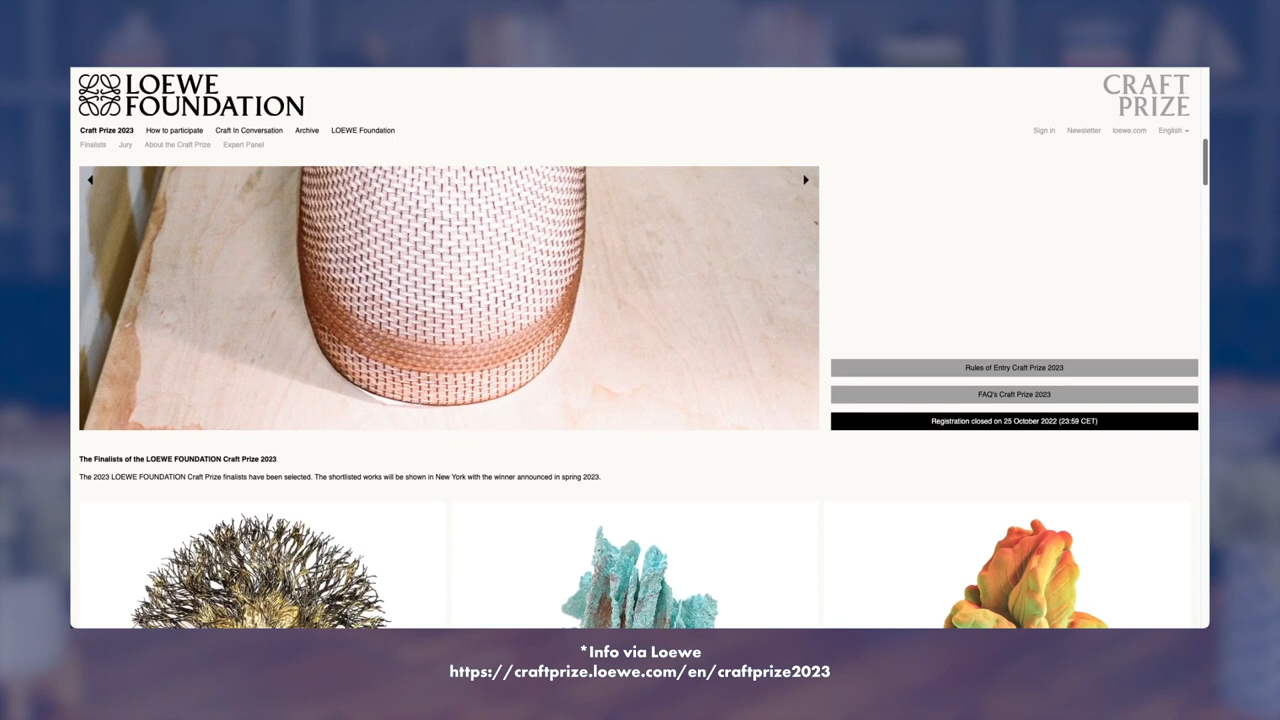 LOEWE
FOUNDATION
CRAFT
PRIZE
Craft Prize 2023 How to participate Craft In Conversation Archive LOEWE Foundation
Sign in Newsletter loewe.com English
Finalists Jury About the Craft Prize Expert Panel
Rules of Entry Craft Prize 2023
FAQ's Craft Prize 2023
Registration closed on 25 October 2022 (23:59 CET)
The Finalists of the LOEWE FOUNDATION Craft Prize 2023
The 2023 LOEWE FOUNDATION Craft Prize finalists have been selected. The shortlisted works will be shown in New York with the winner announced in spring 2023.
*Info via Loewe
https://craftprize.loewe.com/en/craftprize2023